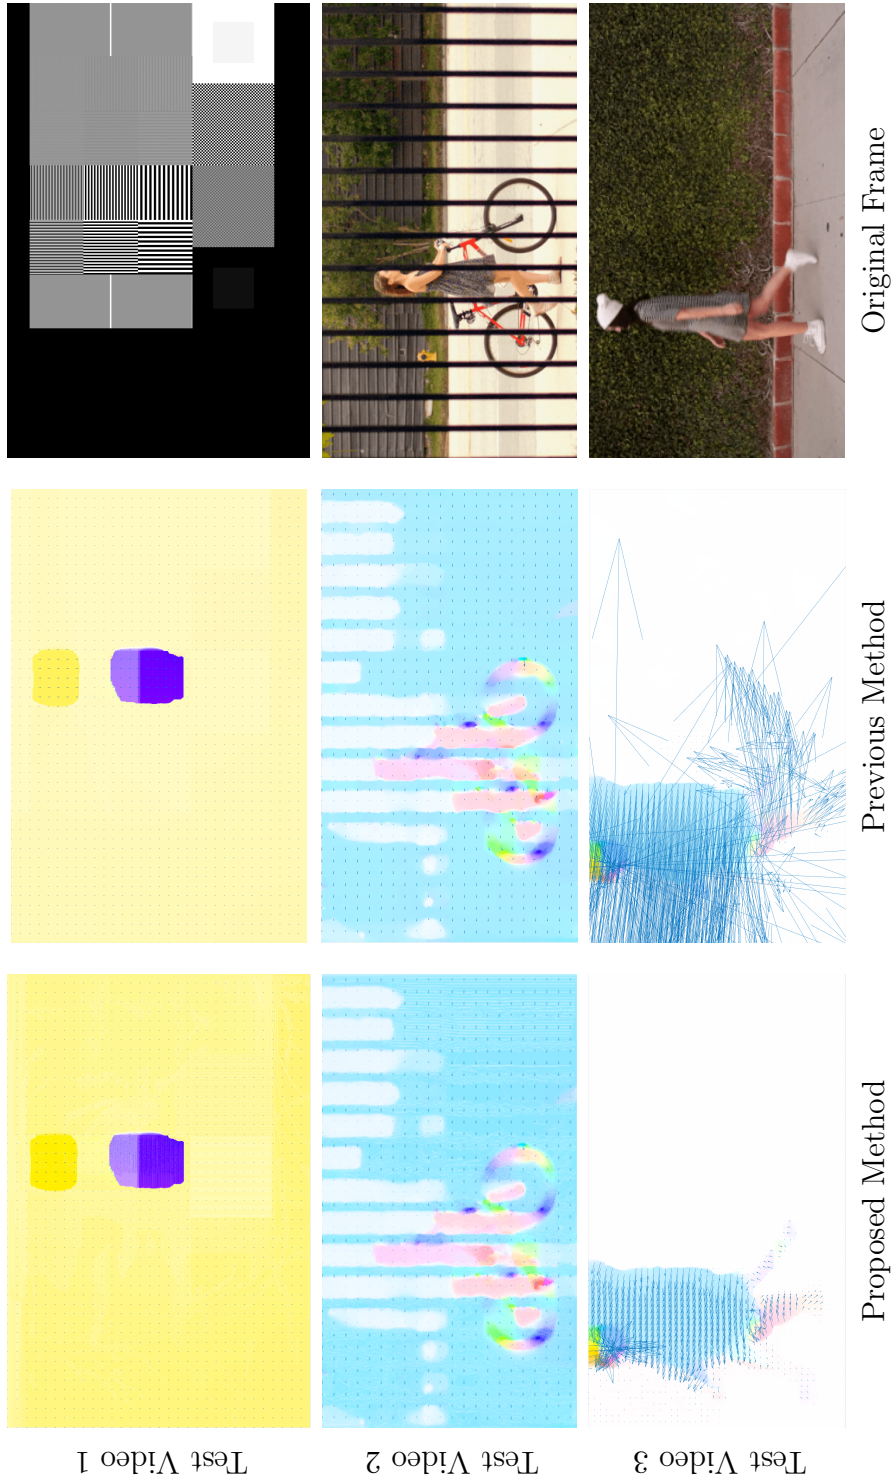 Original Frame
Previous Method
Proposed Method
Test Video 1
Test Video 2
Test Video 3